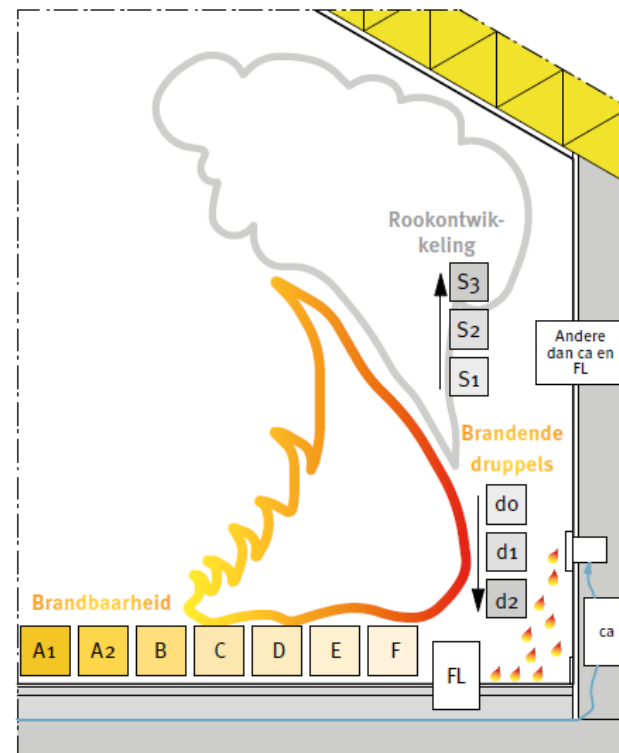 Rookontwik-
keling
S3
S2
S1
Andere
dan ca en
FL
Brandende
druppels
d0
d1
d2
Brandbaarheid
A1
A2
B
C
D
E
F
FL
ca